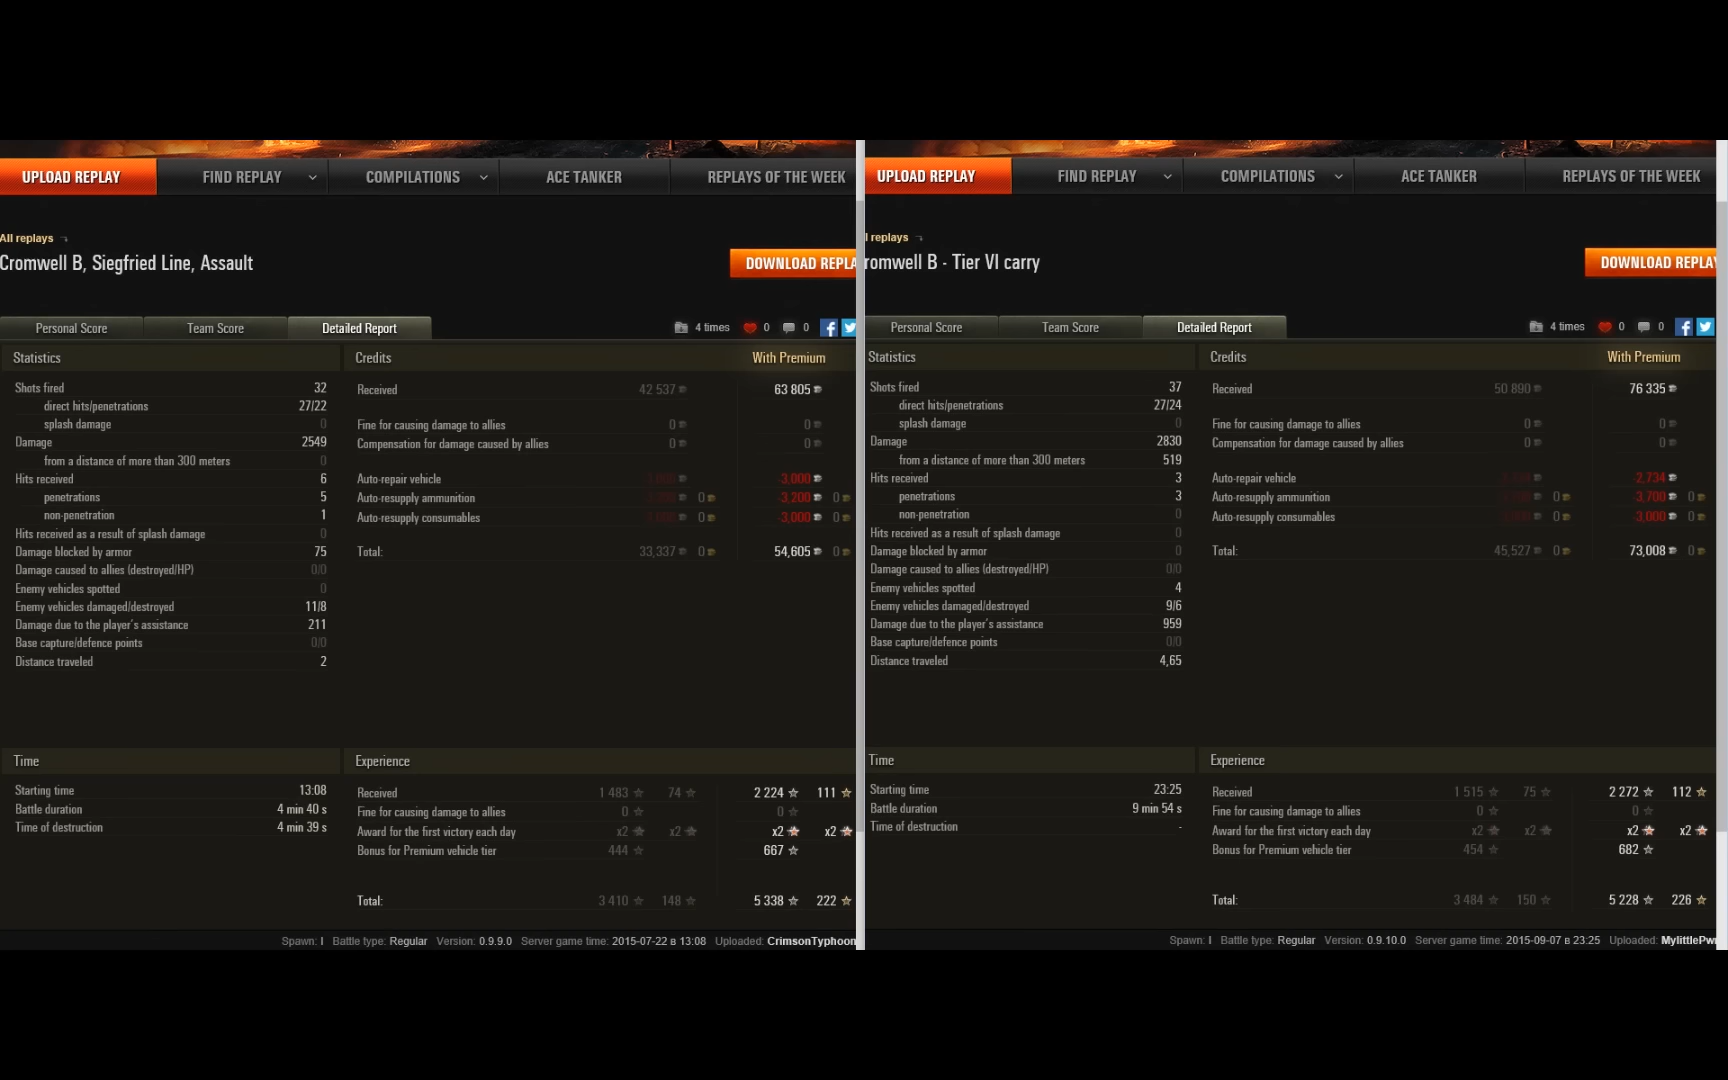 UPLOAD REPLAY FIND REPLAY COMPILATIONS ACE TANKER REPLAYS OF THE WEEK
All replays
Cromwell B, Siegfried Line, Assault
DOWNLOAD REPLA
Personal Score Team Score Detailed Report 4 times 0 0
Statistics
Shots fired 32
direct hits/penetrations 27/22
splash damage 0
Damage 2549
from a distance of more than 300 meters 0
Hits received 6
penetrations 5
non-penetration 1
Hits received as a result of splash damage 0
Damage blocked by armor 75
Damage caused to allies (destroyed/HP) 0/0
Enemy vehicles spotted 0
Enemy vehicles damaged/destroyed 11/8
Damage due to the player's assistance 211
Base capture/defence points 0/0
Distance traveled 2
Credits With Premium
Received 42 537 63 805
Fine for causing damage to allies 0 0
Compensation for damage caused by allies 0 0
Auto-repair vehicle -3,000
Auto-resupply ammunition 0 -3,200 0
Auto-resupply consumables 0 -3,000 0
Total: 33,337 0 54,605 0
Time
Starting time 13:08
Battle duration 4 min 40 s
Time of destruction 4 min 39 s
Experience
Received 1 483 74 2 224 111
Fine for causing damage to allies 0 0
Award for the first victory each day x2 x2 x2 x2
Bonus for Premium vehicle tier 444 667
Total: 3 410 148 5 338 222
Spawn: I Battle type: Regular Version: 0.9.9.0 Server game time: 2015-07-22 в 13:08 Uploaded: CrimsonTyphoon
UPLOAD REPLAY FIND REPLAY COMPILATIONS ACE TANKER REPLAYS OF THE WEEK
l replays
romwell B - Tier VI carry
DOWNLOAD REPLAY
Personal Score Team Score Detailed Report 4 times 0 0
Statistics
Shots fired 37
direct hits/penetrations 27/24
splash damage 0
Damage 2830
from a distance of more than 300 meters 519
Hits received 3
penetrations 3
non-penetration 0
Hits received as a result of splash damage 0
Damage blocked by armor 0
Damage caused to allies (destroyed/HP) 0/0
Enemy vehicles spotted 4
Enemy vehicles damaged/destroyed 9/6
Damage due to the player's assistance 959
Base capture/defence points 0/0
Distance traveled 4,65
Credits With Premium
Received 50 890 76 335
Fine for causing damage to allies 0 0
Compensation for damage caused by allies 0 0
Auto-repair vehicle -2,734
Auto-resupply ammunition 0 -3,700 0
Auto-resupply consumables 0 -3,000 0
Total: 45,527 0 73,008 0
Time
Starting time 23:25
Battle duration 9 min 54 s
Time of destruction -
Experience
Received 1 515 75 2 272 112
Fine for causing damage to allies 0 0
Award for the first victory each day x2 x2 x2 x2
Bonus for Premium vehicle tier 454 682
Total: 3 484 150 5 228 226
Spawn: I Battle type: Regular Version: 0.9.10.0 Server game time: 2015-09-07 в 23:25 Uploaded: MylittlePw